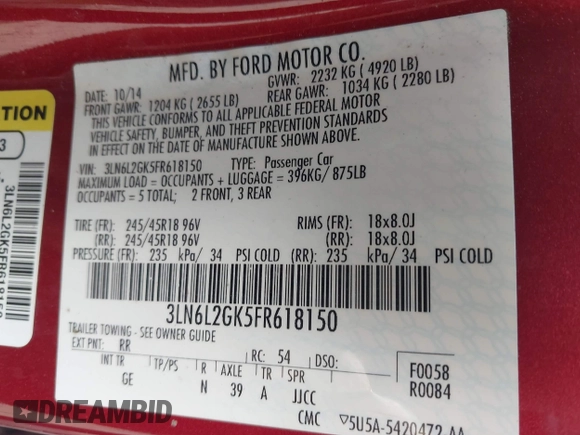 MFD. BY FORD MOTOR CO.
DATE: 10/14
GVWR: 2232 KG ( 4920 LB)
FRONT GAWR: 1204 KG ( 2655 LB)
REAR GAWR: 1034 KG ( 2280 LB)
THIS VEHICLE CONFORMS TO ALL APPLICABLE FEDERAL MOTOR
VEHICLE SAFETY, BUMPER, AND THEFT PREVENTION STANDARDS
IN EFFECT ON THE DATE OF MANUFACTURE SHOWN ABOVE.
VIN: 3LN6L2GK5FR618150 TYPE: Passenger Car
MAXIMUM LOAD = OCCUPANTS + LUGGAGE = 396KG/ 875LB
OCCUPANTS = 5 TOTAL; 2 FRONT, 3 REAR
TIRE (FR): 245/45R18 96V RIMS (FR): 18x8.0J
(RR): 245/45R18 96V (RR): 18x8.0J
PRESSURE (FR): 235 kPa/ 34 PSI COLD (RR): 235 kPa/ 34 PSI COLD
3LN6L2GK5FR618150
TRAILER TOWING - SEE OWNER GUIDE
EXT PNT: RR RC: 54 DSO: F0058
R0084
INT TR TP/PS R AXLE TR SPR
GE N 39 A JJCC
CMC 5U5A-5420472-AA
TION
3
3LN6L2GK5FR618150
DREAMBID